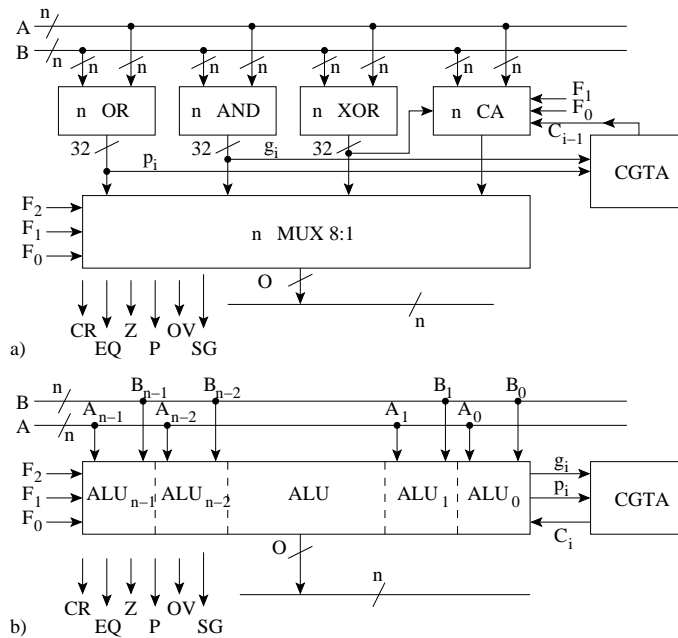 A n
B n
n n n n n n n n
n OR n AND n XOR n CA
F1
F0
Ci–1
32 32 32
pi gi
CGTA
F2
F1
F0
n MUX 8:1
O
n
CR EQ Z P OV SG
a)
Bn–1 Bn–2 B1 B0
B n
A n
An–1 An–2 A1 A0
F2
F1
F0
ALUn–1 ALUn–2 ALU ALU1 ALU0
gi
pi
Ci
CGTA
O
n
CR EQ Z P OV SG
b)